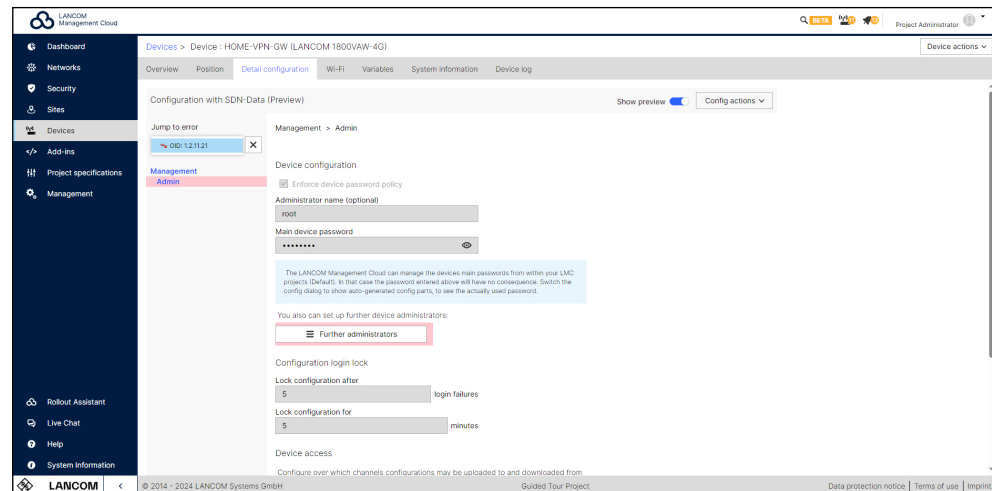 LANCOM
Management Cloud
BETA
Project Administrator
Dashboard
Networks
Security
Sites
Devices
Add-ins
Project specifications
Management
Rollout Assistant
Live Chat
Help
System Information
LANCOM
Devices > Device : HOME-VPN-GW (LANCOM 1800VAW-4G)
Device actions
Overview Position Detail configuration Wi-Fi Variables System information Device log
Configuration with SDN-Data (Preview)
Show preview
Config actions
Jump to error
OID: 1.2.11.21
Management
Admin
Management > Admin
Device configuration
Enforce device password policy
Administrator name (optional)
root
Main device password
••••••••
The LANCOM Management Cloud can manage the devices main passwords from within your LMC
projects (Default). In that case the password entered above will have no consequence. Switch the
config dialog to show auto-generated config parts, to see the actually used password.
You also can set up further device administrators:
Further administrators
Configuration login lock
Lock configuration after
5 login failures
Lock configuration for
5 minutes
Device access
Configure over which channels configurations may be uploaded to and downloaded from
© 2014 - 2024 LANCOM Systems GmbH
Guided Tour Project
Data protection notice | Terms of use | Imprint